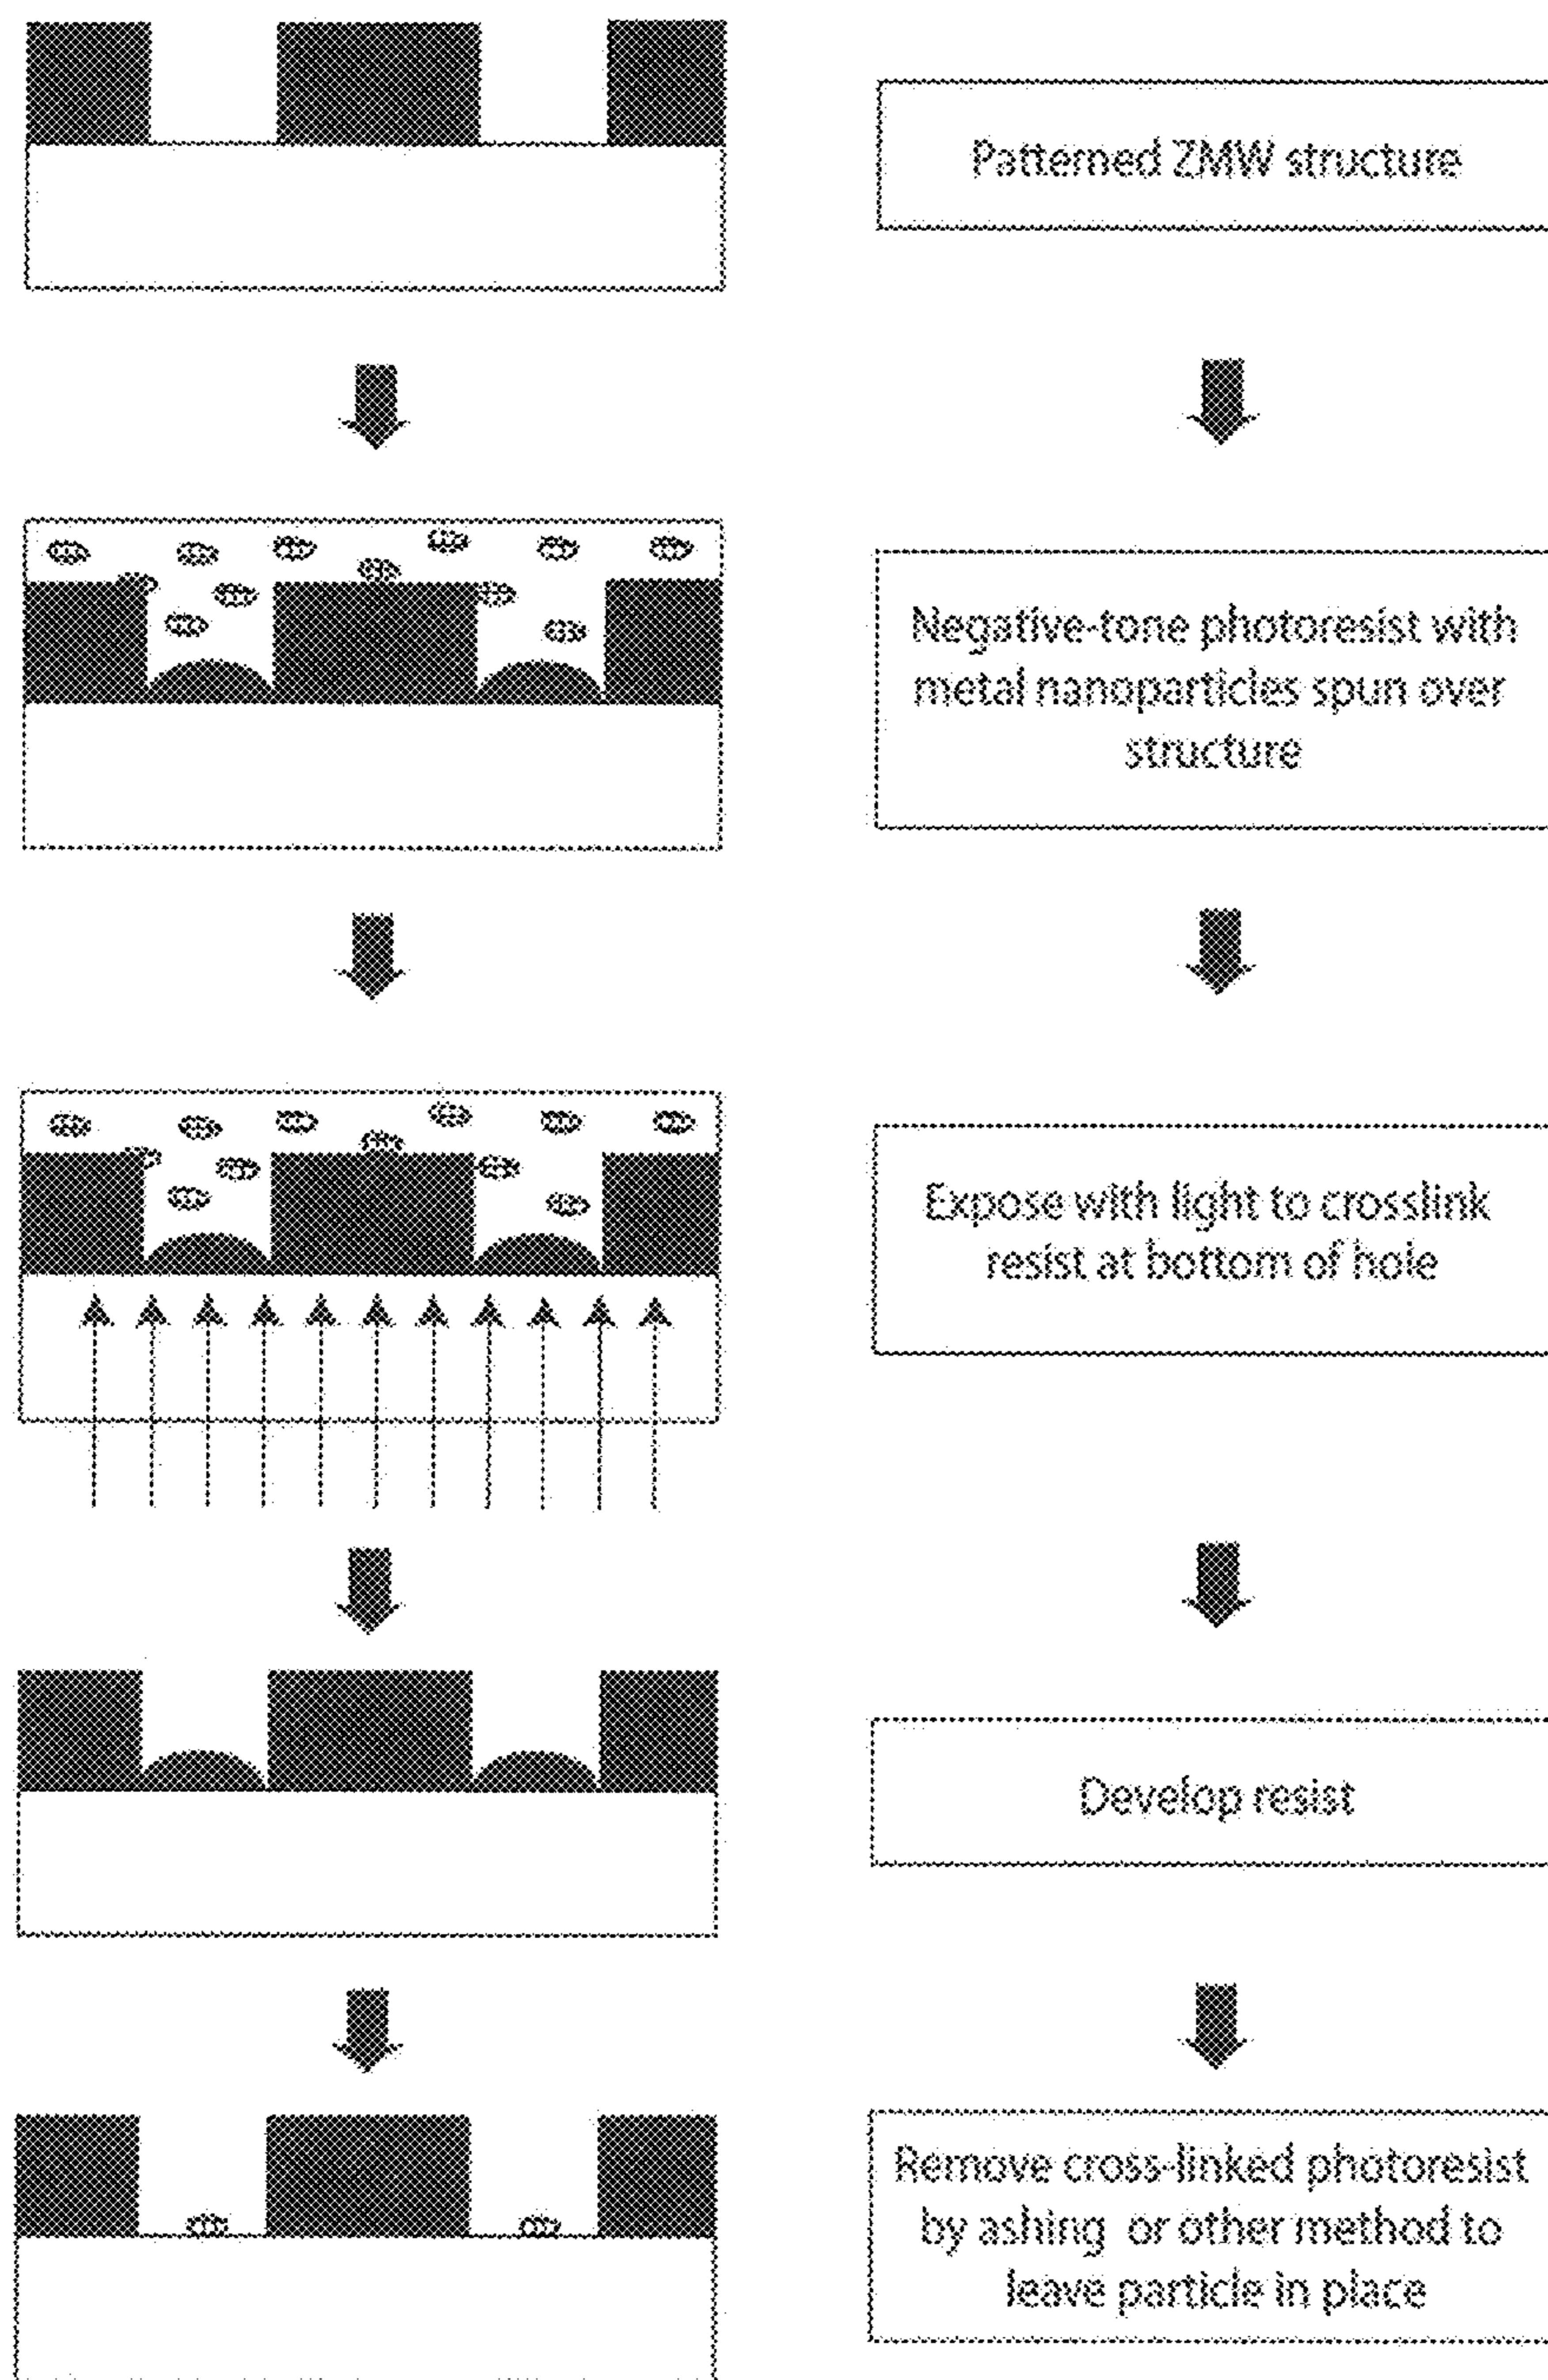 Patterned ZMW structure
Negative-tone photoresist with
metal nanoparticles spun over
structure
Expose with light to crosslink
resist at bottom of hole
Develop resist
Remove cross-linked photoresist
by ashing or other method to
leave particle in place